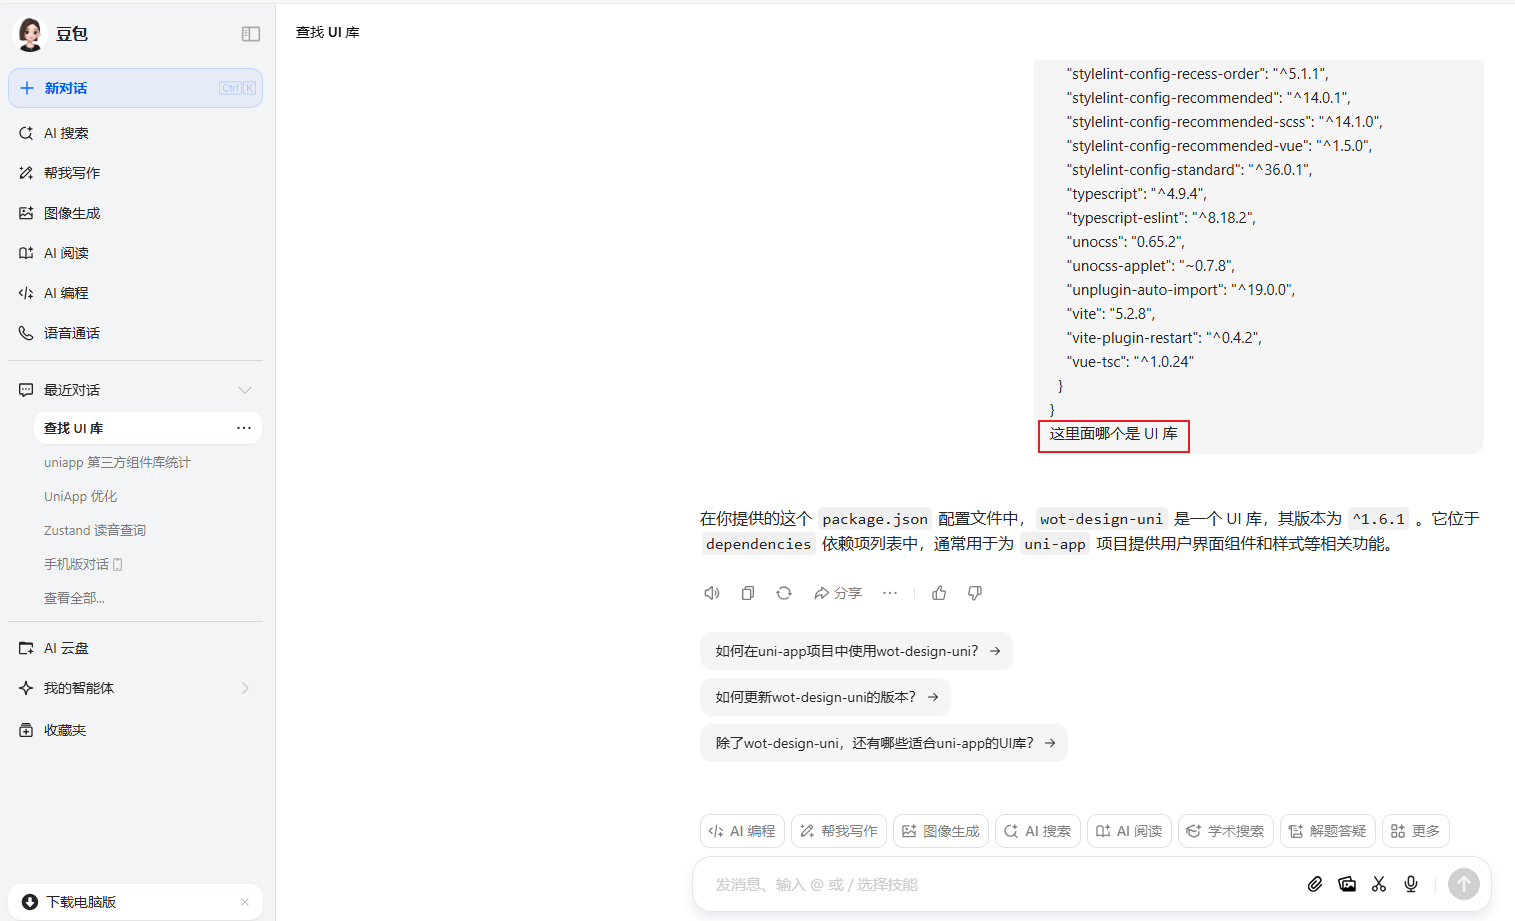 豆包
新对话
Ctrl K
AI 搜索
帮我写作
图像生成
AI 阅读
AI 编程
语音通话
最近对话
查找 UI 库
uniapp 第三方组件库统计
UniApp 优化
Zustand 读音查询
手机版对话
查看全部...
AI 云盘
我的智能体
收藏夹
下载电脑版
查找 UI 库
"stylelint-config-recess-order": "^5.1.1",
"stylelint-config-recommended": "^14.0.1",
"stylelint-config-recommended-scss": "^14.1.0",
"stylelint-config-recommended-vue": "^1.5.0",
"stylelint-config-standard": "^36.0.1",
"typescript": "^4.9.4",
"typescript-eslint": "^8.18.2",
"unocss": "0.65.2",
"unocss-applet": "~0.7.8",
"unplugin-auto-import": "^19.0.0",
"vite": "5.2.8",
"vite-plugin-restart": "^0.4.2",
"vue-tsc": "^1.0.24"
}
}
这里面哪个是 UI 库
在你提供的这个 package.json 配置文件中， wot-design-uni 是一个 UI 库，其版本为 ^1.6.1 。它位于
dependencies 依赖项列表中，通常用于为 uni-app 项目提供用户界面组件和样式等相关功能。
分享
如何在uni-app项目中使用wot-design-uni？ →
如何更新wot-design-uni的版本？ →
除了wot-design-uni，还有哪些适合uni-app的UI库？ →
AI 编程
帮我写作
图像生成
AI 搜索
AI 阅读
学术搜索
解题答疑
更多
发消息、输入 @ 或 / 选择技能